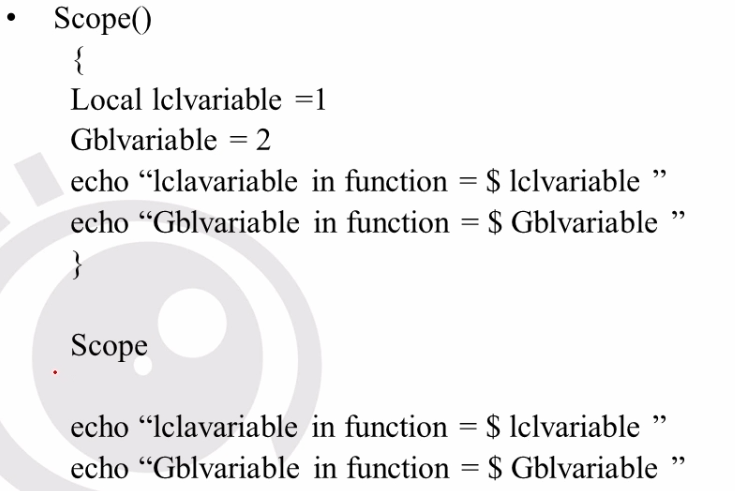 • Scope()
{
Local lclvariable =1
Gblvariable = 2
echo “lclavariable in function = $ lclvariable ”
echo “Gblvariable in function = $ Gblvariable ”
}
Scope
echo “lclavariable in function = $ lclvariable ”
echo “Gblvariable in function = $ Gblvariable ”